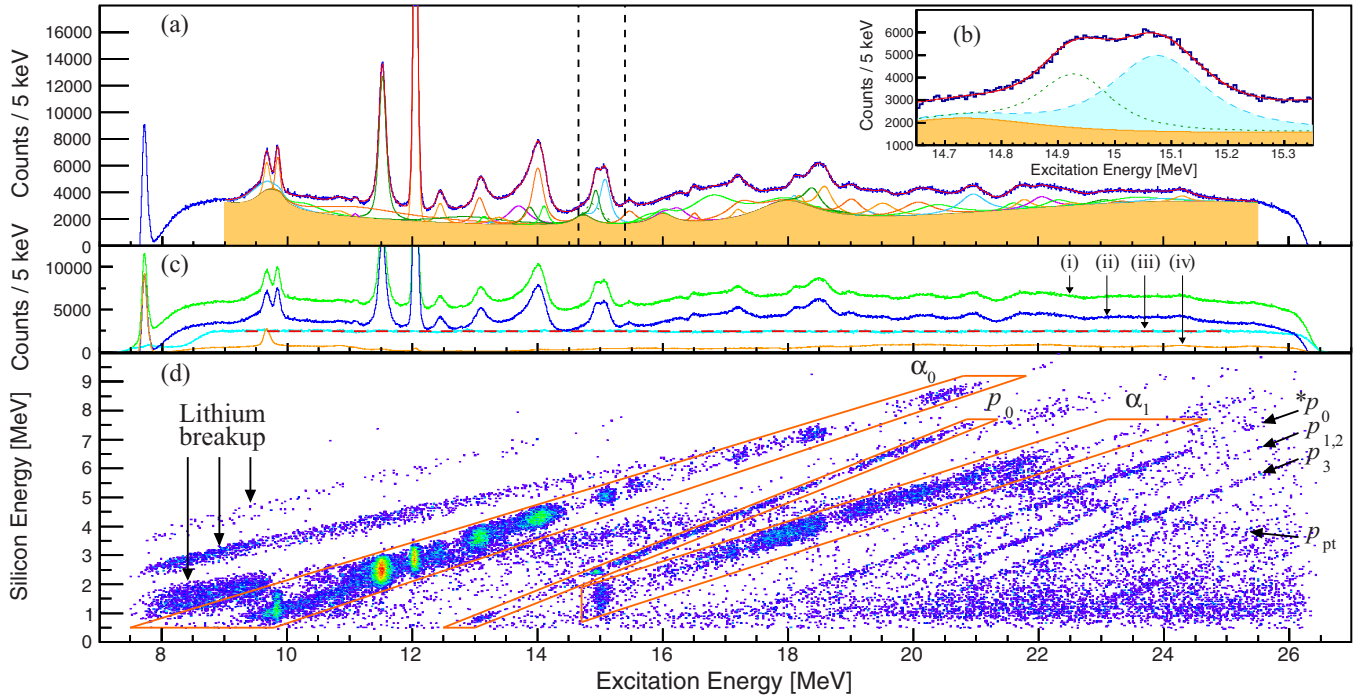 (a)
(b)
Counts / 5 keV
16000
14000
12000
10000
8000
6000
4000
2000
0
Counts / 5 keV
6000
5000
4000
3000
2000
1000
14.7 14.8 14.9 15 15.1 15.2 15.3
Excitation Energy [MeV]
(c)
Counts / 5 keV
10000
5000
0
(i) (ii) (iii) (iv)
(d)
Silicon Energy [MeV]
9
8
7
6
5
4
3
2
1
0
Lithium
breakup
α0
p0
α1
*p0
p1,2
p3
ppt
8 10 12 14 16 18 20 22 24 26
Excitation Energy [MeV]